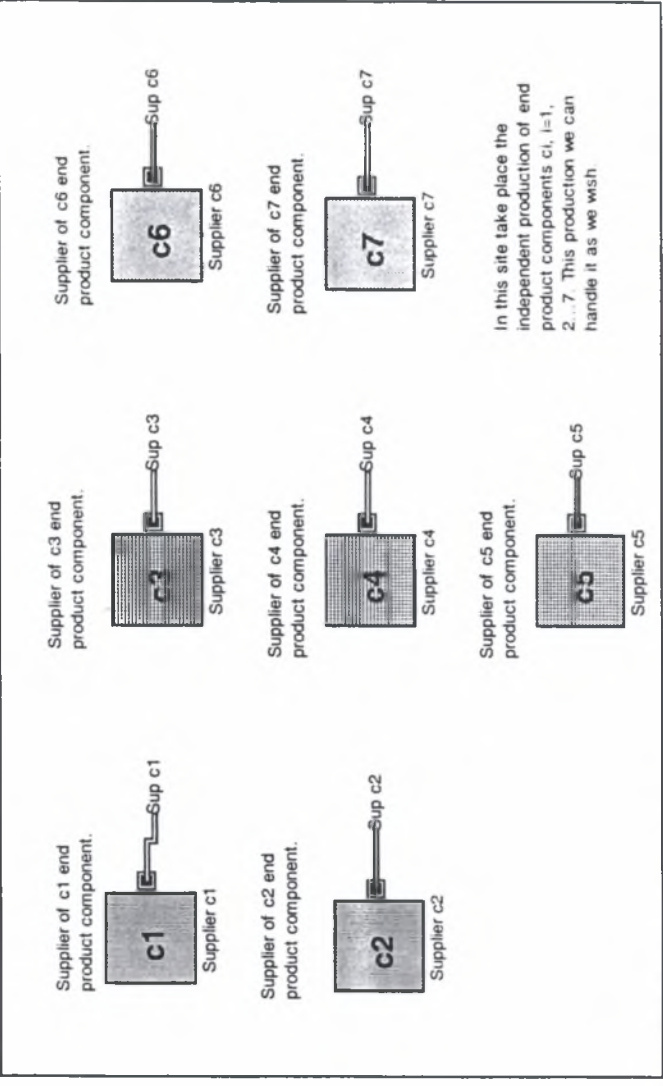 Supplier of c1 end
product component.
c1
Sup c1
Supplier c1
Supplier of c3 end
product component.
c3
Sup c3
Supplier c3
Supplier of c6 end
product component.
c6
Sup c6
Supplier c6
Supplier of c2 end
product component.
c2
Sup c2
Supplier c2
Supplier of c4 end
product component.
c4
Sup c4
Supplier c4
Supplier of c7 end
product component.
c7
Sup c7
Supplier c7
Supplier of c5 end
product component.
c5
Sup c5
Supplier c5
In this site take place the
independent production of end
product components ci, i=1,
2...7. This production we can
handle it as we wsh.